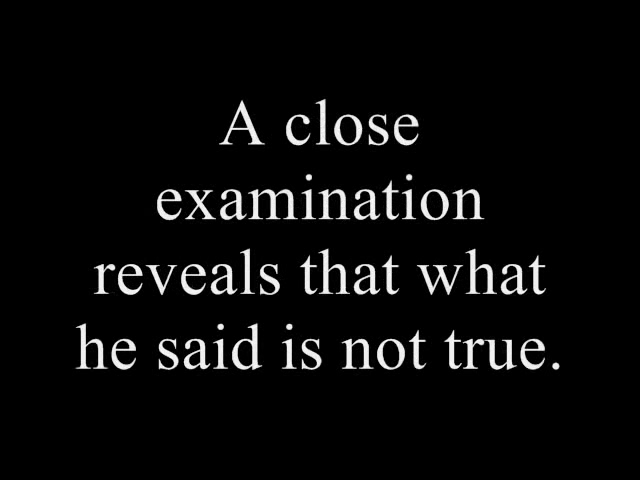 A close
examination
reveals that what
he said is not true.